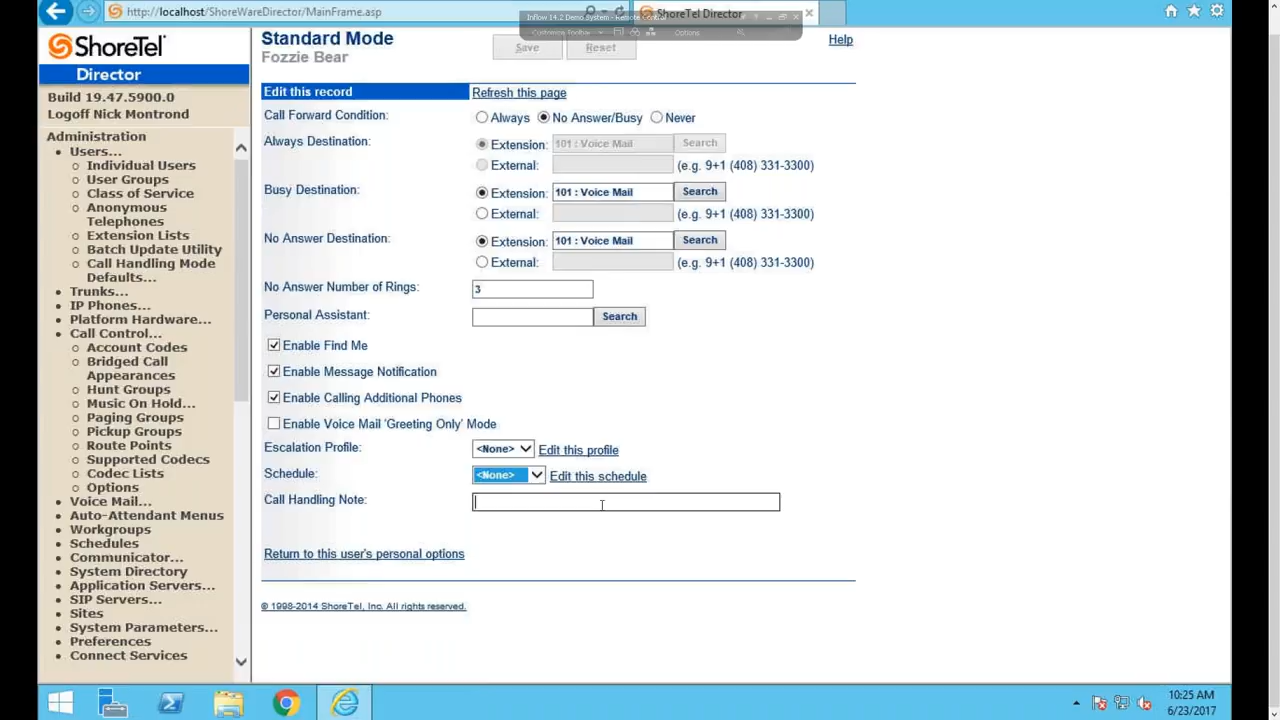 http://localhost/ShoreWareDirector/MainFrame.asp
ShoreTel Director
Inflow 14.2 Demo System - Remote Control
Customize Toolbar
Options
ShoreTel
Director
Build 19.47.5900.0
Logoff Nick Montrond
Administration
Users...
Individual Users
User Groups
Class of Service
Anonymous
Telephones
Extension Lists
Batch Update Utility
Call Handling Mode
Defaults...
Trunks...
IP Phones...
Platform Hardware...
Call Control...
Account Codes
Bridged Call
Appearances
Hunt Groups
Music On Hold...
Paging Groups
Pickup Groups
Route Points
Supported Codecs
Codec Lists
Options
Voice Mail...
Auto-Attendant Menus
Workgroups
Schedules
Communicator...
System Directory
Application Servers...
SIP Servers...
Sites
System Parameters...
Preferences
Connect Services
Standard Mode
Fozzie Bear
Save Reset
Help
Edit this record Refresh this page
Call Forward Condition: Always No Answer/Busy Never
Always Destination: Extension: 101 : Voice Mail Search
External: (e.g. 9+1 (408) 331-3300)
Busy Destination: Extension: 101 : Voice Mail Search
External: (e.g. 9+1 (408) 331-3300)
No Answer Destination: Extension: 101 : Voice Mail Search
External: (e.g. 9+1 (408) 331-3300)
No Answer Number of Rings: 3
Personal Assistant: Search
Enable Find Me
Enable Message Notification
Enable Calling Additional Phones
Enable Voice Mail 'Greeting Only' Mode
Escalation Profile: <None> Edit this profile
Schedule: <None> Edit this schedule
Call Handling Note:
Return to this user's personal options
© 1998-2014 ShoreTel, Inc. All rights reserved.
10:25 AM
6/23/2017